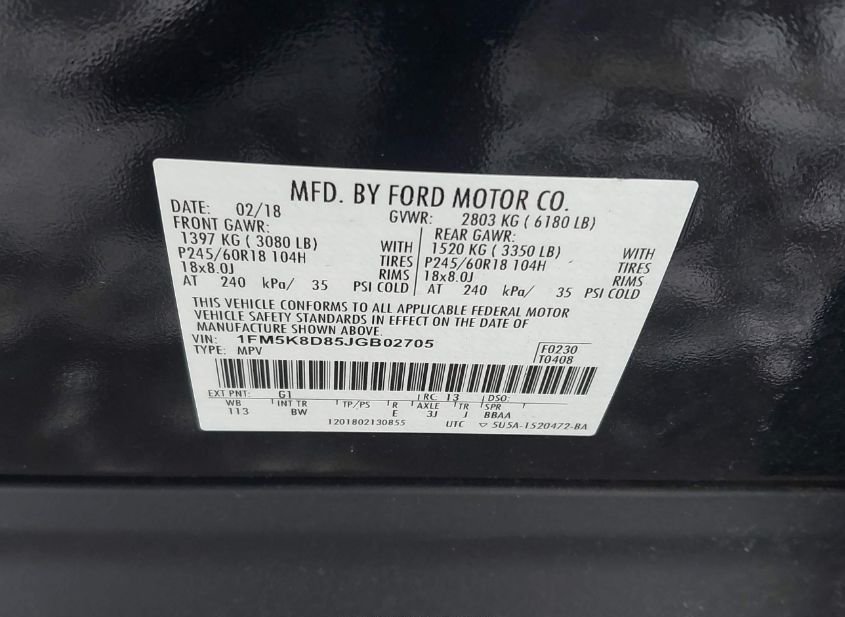 MFD. BY FORD MOTOR CO.
DATE: 02/18 GVWR: 2803 KG ( 6180 LB)
FRONT GAWR: REAR GAWR:
1397 KG ( 3080 LB) WITH 1520 KG ( 3350 LB) WITH
P245/60R18 104H TIRES P245/60R18 104H TIRES
18x8.0J RIMS 18x8.0J RIMS
AT 240 kPa/ 35 PSI COLD AT 240 kPa/ 35 PSI COLD
THIS VEHICLE CONFORMS TO ALL APPLICABLE FEDERAL MOTOR
VEHICLE SAFETY STANDARDS IN EFFECT ON THE DATE OF
MANUFACTURE SHOWN ABOVE.
VIN: 1FM5K8D85JGB02705
TYPE: MPV F0230
T0408
EXT PNT: G1 RC: 13 DSO:
WB INT TR TP/PS R AXLE TR SPR
113 BW E 3J J BBAA
1201802130855 UTC 5U5A-1520472-BA